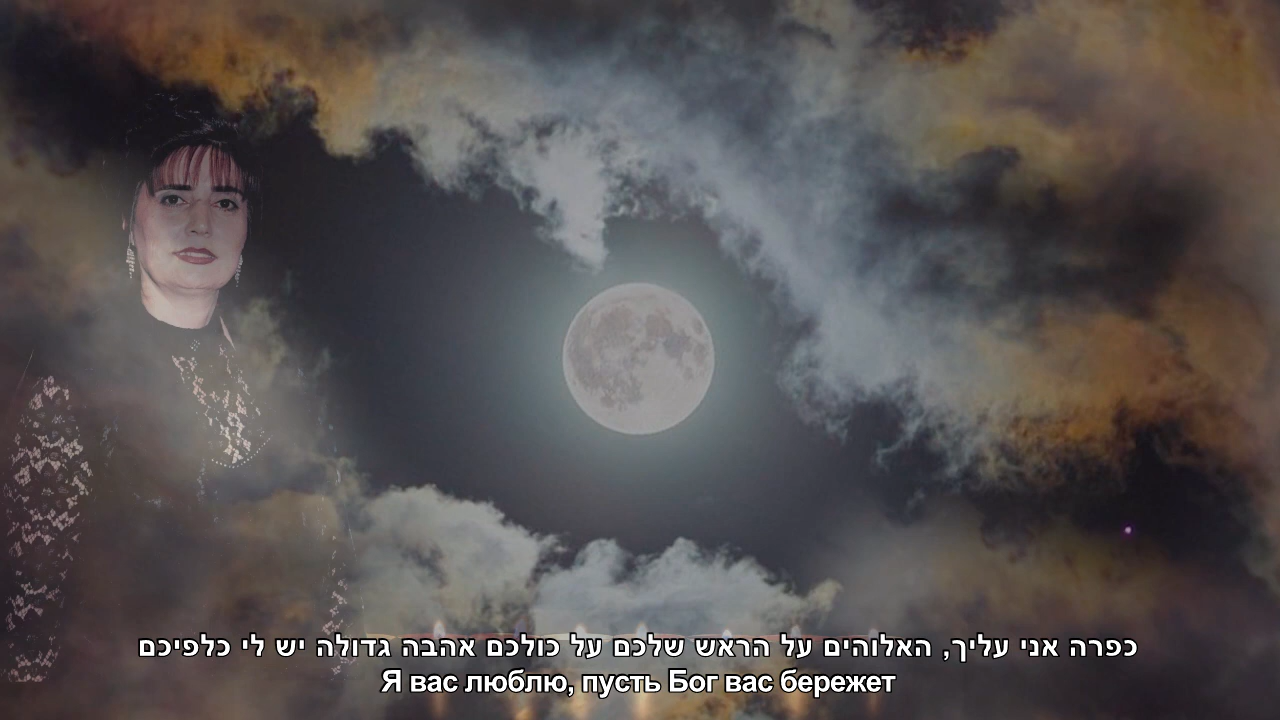 כפרה אני עליך, האלוהים על הראש שלכם על כולכם אהבה גדולה יש לי כלפיכם
Я вас люблю, пусть Бог вас бережет